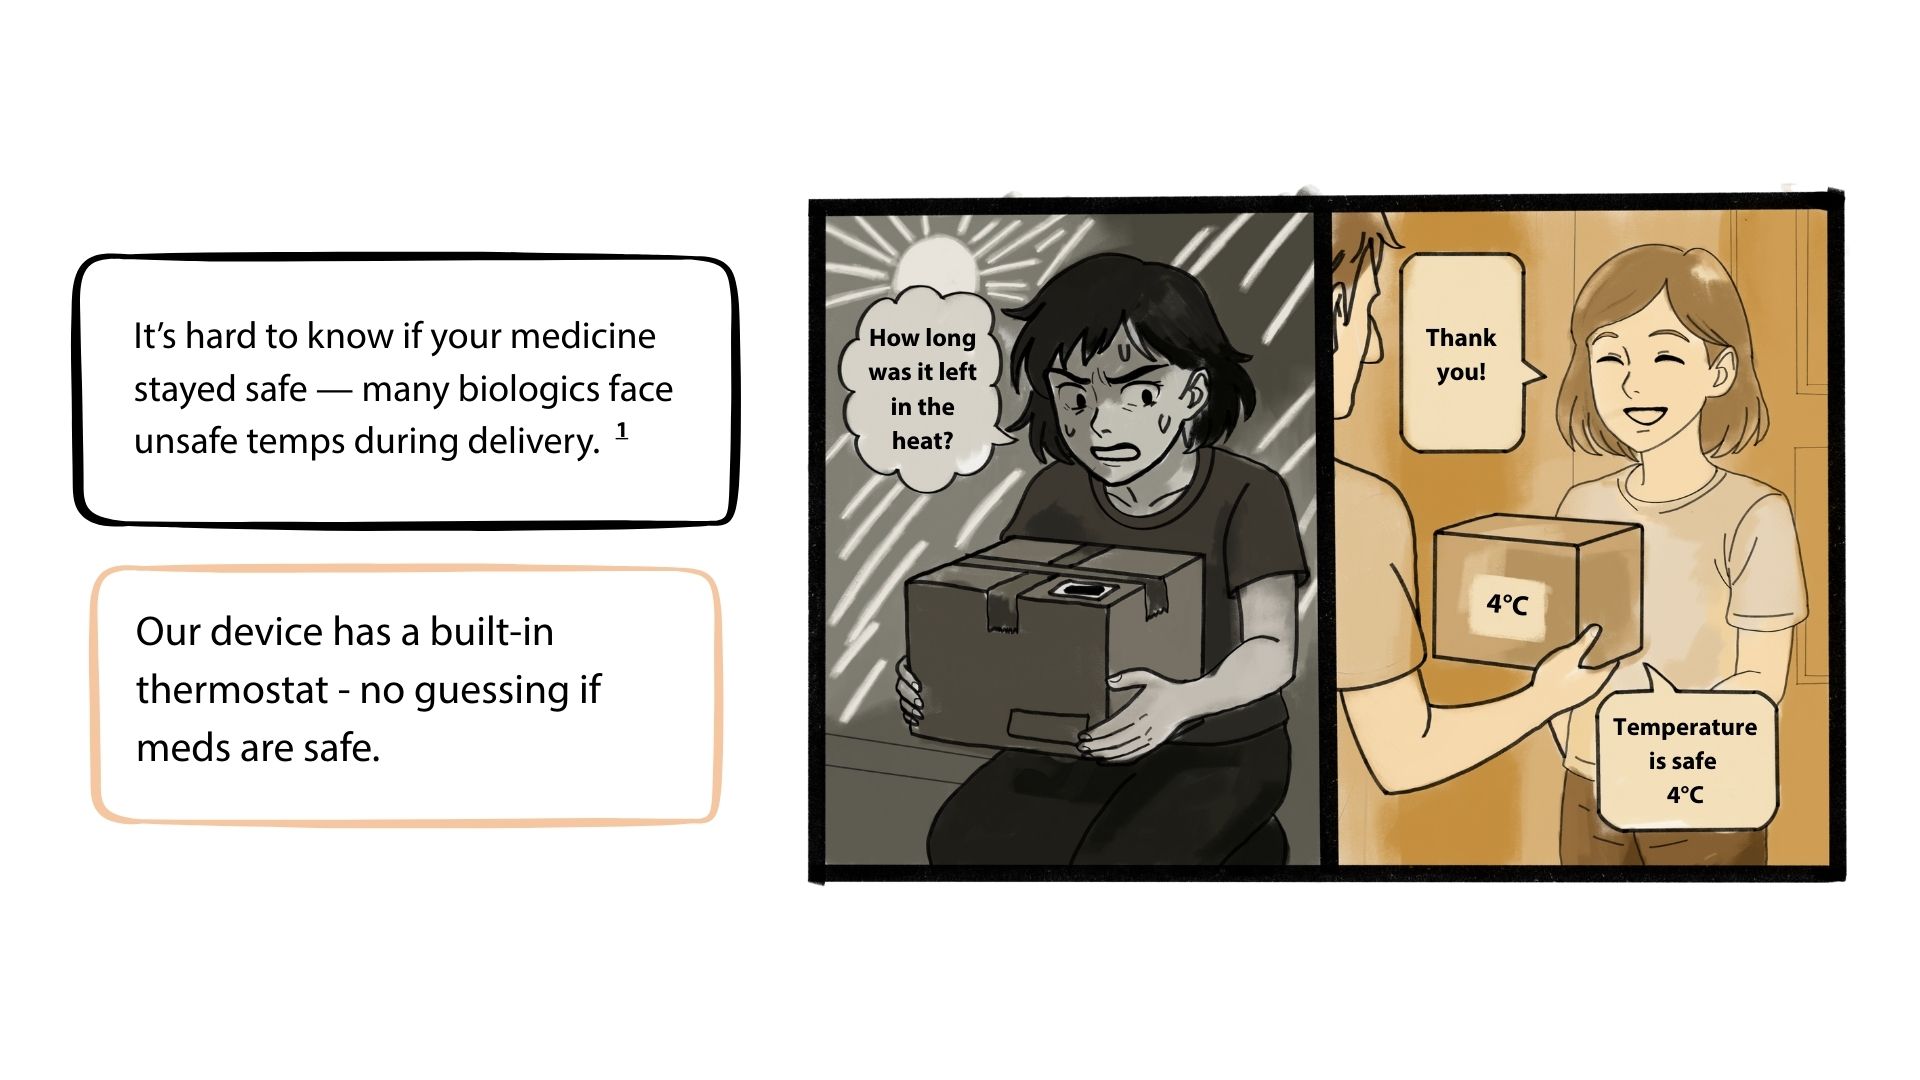 It’s hard to know if your medicine
stayed safe — many biologics face
unsafe temps during delivery. 1
Our device has a built-in
thermostat - no guessing if
meds are safe.
How long
was it left
in the
heat?
Thank
you!
4°C
Temperature
is safe
4°C